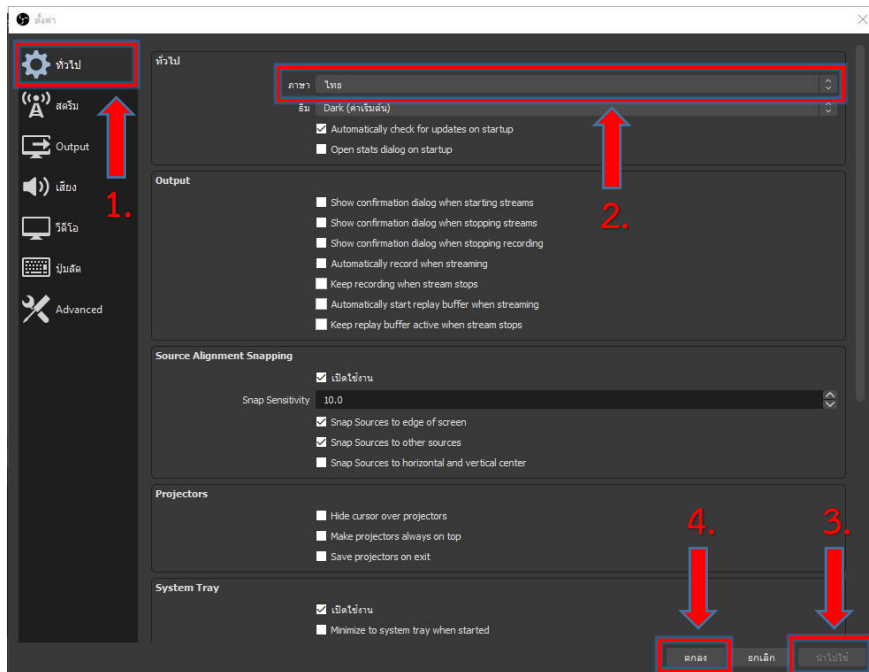 ตั้งค่า
ทั่วไป
สตรีม
Output
เสียง
วีดีโอ
ปุ่มลัด
Advanced
1.
ทั่วไป
ภาษา ไทย
ธีม Dark (ค่าเริ่มต้น)
Automatically check for updates on startup
Open stats dialog on startup
2.
Output
Show confirmation dialog when starting streams
Show confirmation dialog when stopping streams
Show confirmation dialog when stopping recording
Automatically record when streaming
Keep recording when stream stops
Automatically start replay buffer when streaming
Keep replay buffer active when stream stops
Source Alignment Snapping
เปิดใช้งาน
Snap Sensitivity 10.0
Snap Sources to edge of screen
Snap Sources to other sources
Snap Sources to horizontal and vertical center
Projectors
Hide cursor over projectors
Make projectors always on top
Save projectors on exit
4. 3.
System Tray
เปิดใช้งาน
Minimize to system tray when started
ตกลง ยกเลิก นำไปใช้